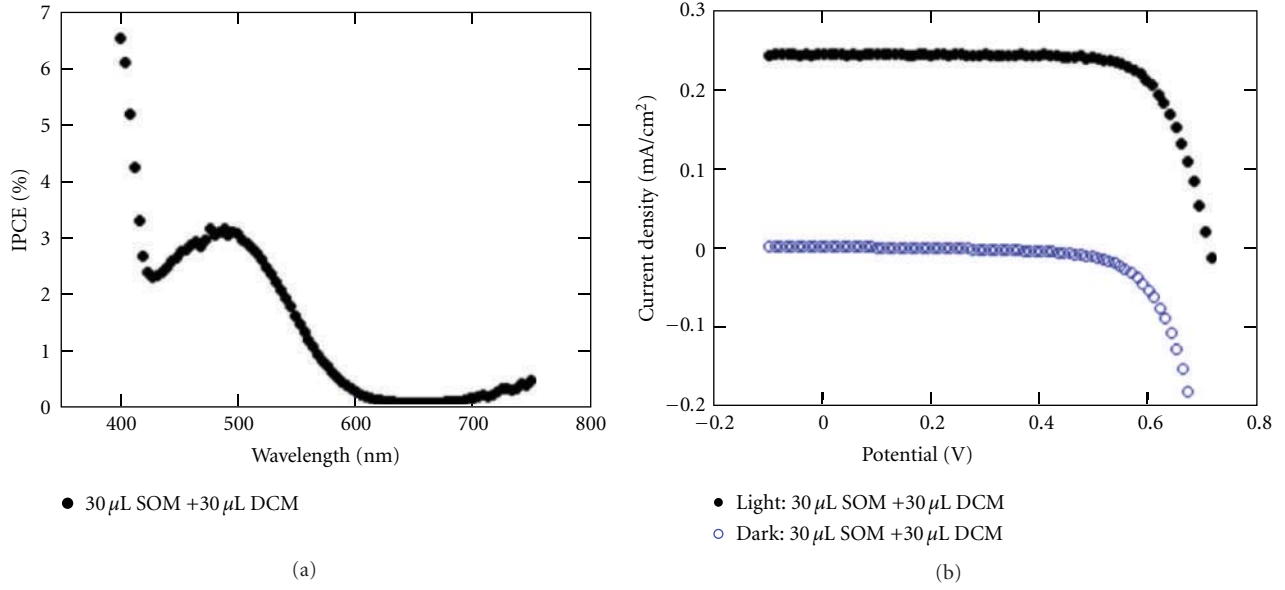 7
6
5
4
3
2
1
0
IPCE (%)
400 500 600 700 800
Wavelength (nm)
30 μL SOM +30 μL DCM
(a)
0.3
0.2
0.1
0
−0.1
−0.2
Current density (mA/cm²)
−0.2 0 0.2 0.4 0.6 0.8
Potential (V)
Light: 30 μL SOM +30 μL DCM
Dark: 30 μL SOM +30 μL DCM
(b)